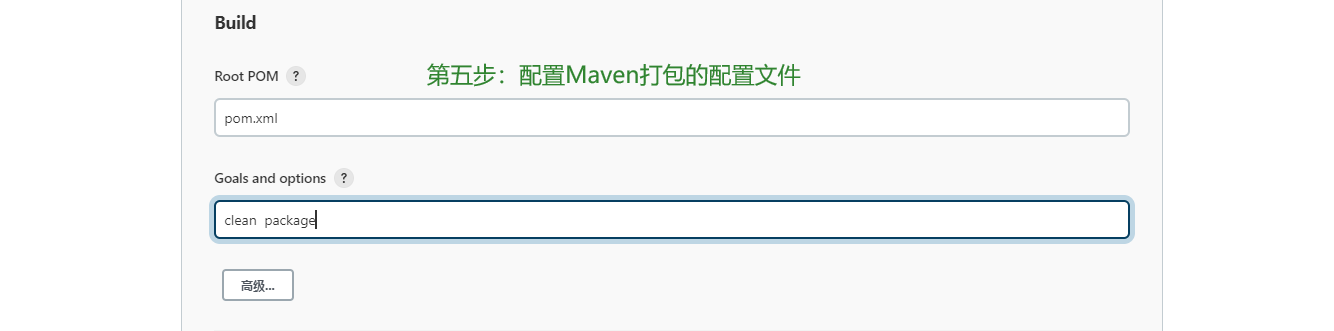 Build
Root POM ?
第五步：配置Maven打包的配置文件
pom.xml
Goals and options ?
clean  package
高级...